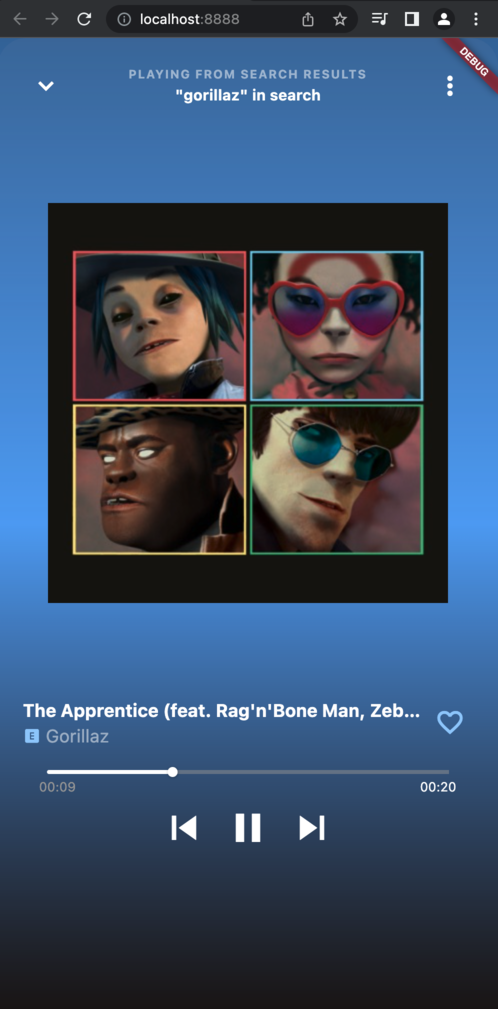 localhost:8888
DEBUG
PLAYING FROM SEARCH RESULTS
"gorillaz" in search
The Apprentice (feat. Rag'n'Bone Man, Zeb...
E Gorillaz
00:09
00:20